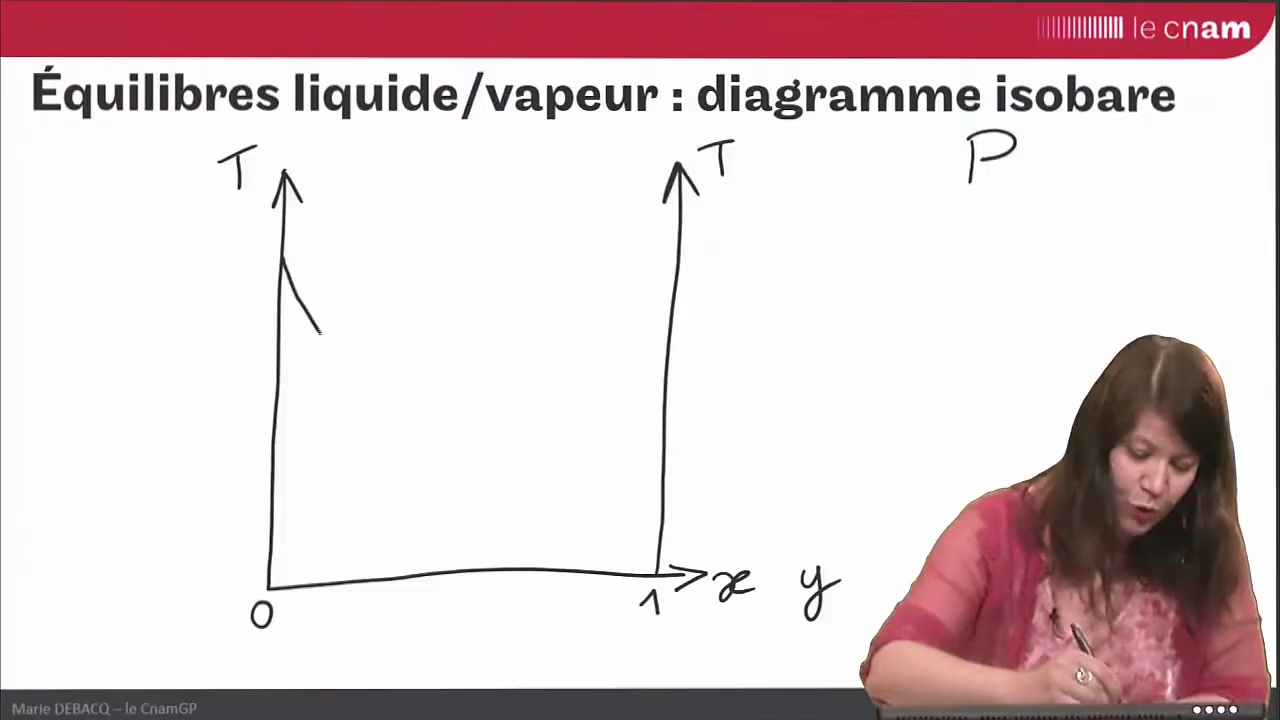 le cnam
Équilibres liquide/vapeur : diagramme isobare
T T P
0 1 x y
Marie DEBACQ – le CnamGP